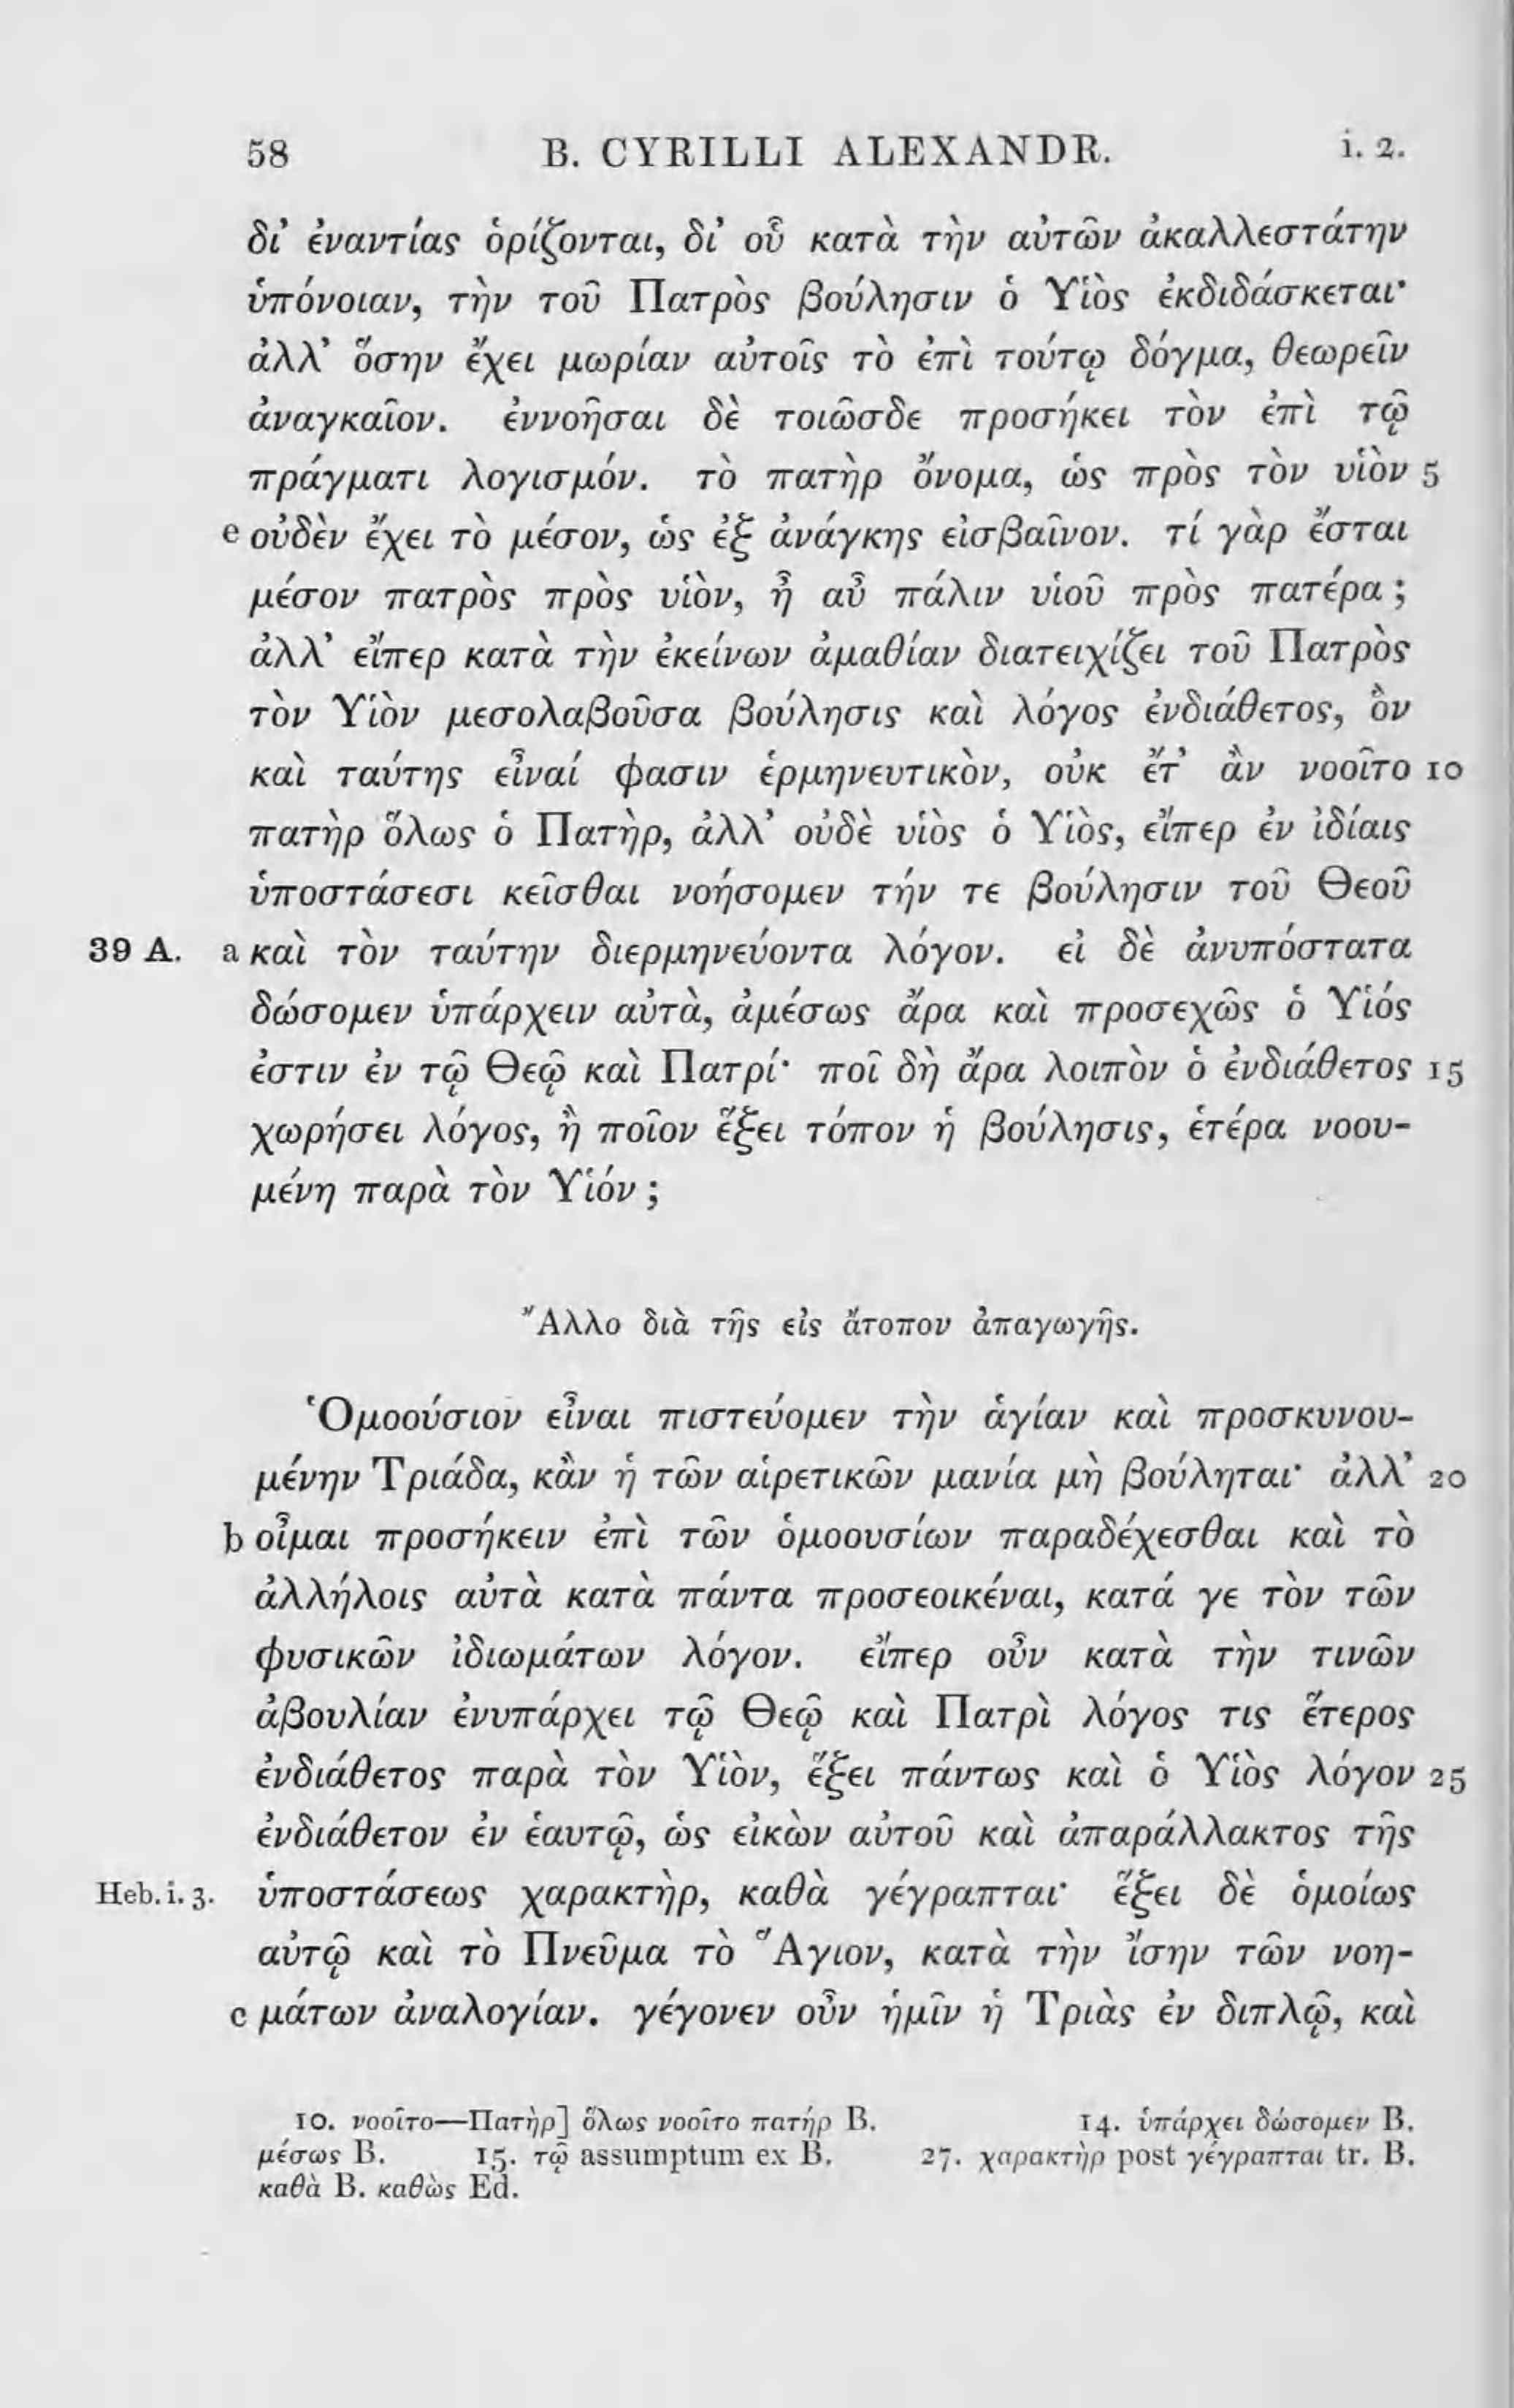 58 B. CYRILLI ALEXANDR. i. 2.
δι’ ἐναντίας ὁρίζονται, δι’ οὗ κατὰ τὴν αὐτῶν ἀκαλλεστάτην
ὑπόνοιαν, τὴν τοῦ Πατρὸς βούλησιν ὁ Υἱὸς ἐκδιδάσκεται·
ἀλλ’ ὅσην ἔχει μωρίαν αὐτοῖς τὸ ἐπὶ τούτῳ δόγμα, θεωρεῖν
ἀναγκαῖον. ἐννοῆσαι δὲ τοιῶσδε προσήκει τὸν ἐπὶ τῷ
πράγματι λογισμόν. τὸ πατὴρ ὄνομα, ὡς πρὸς τὸν υἱὸν 5
e οὐδὲν ἔχει τὸ μέσον, ὡς ἐξ ἀνάγκης εἰσβαῖνον. τί γὰρ ἔσται
μέσον πατρὸς πρὸς υἱὸν, ἢ αὖ πάλιν υἱοῦ πρὸς πατέρα ;
ἀλλ’ εἴπερ κατὰ τὴν ἐκείνων ἀμαθίαν διατειχίζει τοῦ Πατρὸς
τὸν Υἱὸν μεσολαβοῦσα βούλησις καὶ λόγος ἐνδιάθετος, ὃν
καὶ ταύτης εἶναί φασιν ἑρμηνευτικὸν, οὐκ ἔτ’ ἂν νοοῖτο 10
πατὴρ ὅλως ὁ Πατὴρ, ἀλλ’ οὐδὲ υἱὸς ὁ Υἱὸς, εἴπερ ἐν ἰδίαις
ὑποστάσεσι κεῖσθαι νοήσομεν τήν τε βούλησιν τοῦ Θεοῦ
39 A. a καὶ τὸν ταύτην διερμηνεύοντα λόγον. εἰ δὲ ἀνυπόστατα
δώσομεν ὑπάρχειν αὐτὰ, ἀμέσως ἄρα καὶ προσεχῶς ὁ Υἱός
ἐστιν ἐν τῷ Θεῷ καὶ Πατρί· ποῖ δὴ ἄρα λοιπὸν ὁ ἐνδιάθετος 15
χωρήσει λόγος, ἢ ποῖον ἕξει τόπον ἡ βούλησις, ἑτέρα νοου-
μένη παρὰ τὸν Υἱόν ;
Ἄλλο διὰ τῆς εἰς ἄτοπον ἀπαγωγῆς.
Ὁμοούσιον εἶναι πιστεύομεν τὴν ἁγίαν καὶ προσκυνου-
μένην Τριάδα, κἂν ἡ τῶν αἱρετικῶν μανία μὴ βούληται· ἀλλ’ 20
b οἶμαι προσήκειν ἐπὶ τῶν ὁμοουσίων παραδέχεσθαι καὶ τὸ
ἀλλήλοις αὐτὰ κατὰ πάντα προσεοικέναι, κατά γε τὸν τῶν
φυσικῶν ἰδιωμάτων λόγον. εἴπερ οὖν κατὰ τὴν τινῶν
ἀβουλίαν ἐνυπάρχει τῷ Θεῷ καὶ Πατρὶ λόγος τις ἕτερος
ἐνδιάθετος παρὰ τὸν Υἱὸν, ἕξει πάντως καὶ ὁ Υἱὸς λόγον 25
ἐνδιάθετον ἐν ἑαυτῷ, ὡς εἰκὼν αὐτοῦ καὶ ἀπαράλλακτος τῆς
Heb. i. 3. ὑποστάσεως χαρακτὴρ, καθὰ γέγραπται· ἕξει δὲ ὁμοίως
αὐτῷ καὶ τὸ Πνεῦμα τὸ Ἅγιον, κατὰ τὴν ἴσην τῶν νοη-
c μάτων ἀναλογίαν. γέγονεν οὖν ἡμῖν ἡ Τριὰς ἐν διπλῷ, καὶ
10. νοοῖτο—Πατὴρ] ὅλως νοοῖτο πατήρ B. 14. ὑπάρχει δώσομεν B.
μέσως B. 15. τῷ assumptum ex B. 27. χαρακτὴρ post γέγραπται tr. B.
καθὰ B. καθὼς Ed.